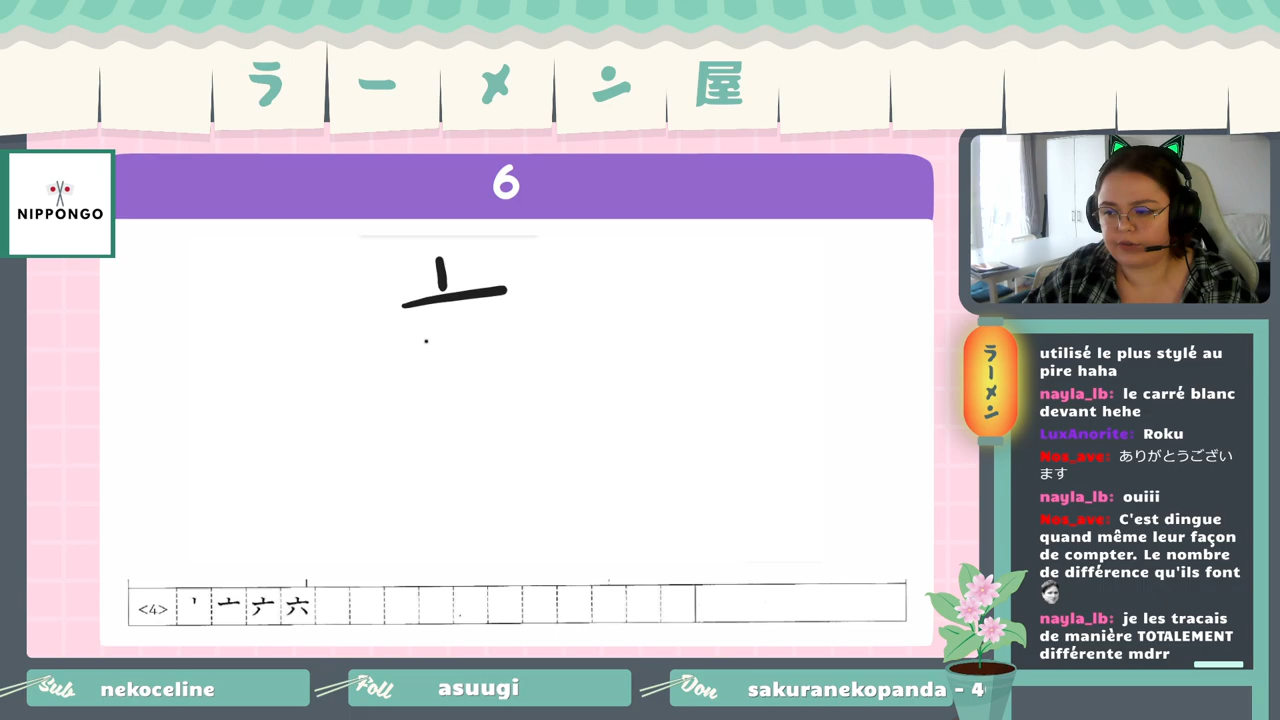 ラーメン屋
6
NIPPONGO
ラーメン
utilisé le plus stylé au
pire haha
nayla_lb: le carré blanc
devant hehe
LuxAnorite: Roku
Nos_ave: ありがとうござい
ます
nayla_lb: ouiii
Nos_ave: C'est dingue
quand même leur façon
de compter. Le nombre
de différence qu'ils font
nayla_lb: je les tracais
de manière TOTALEMENT
différente mdrr
<4> 丶 亠 六 六
Sub nekoceline
Foll asuugi
Don sakuranekopanda - 4